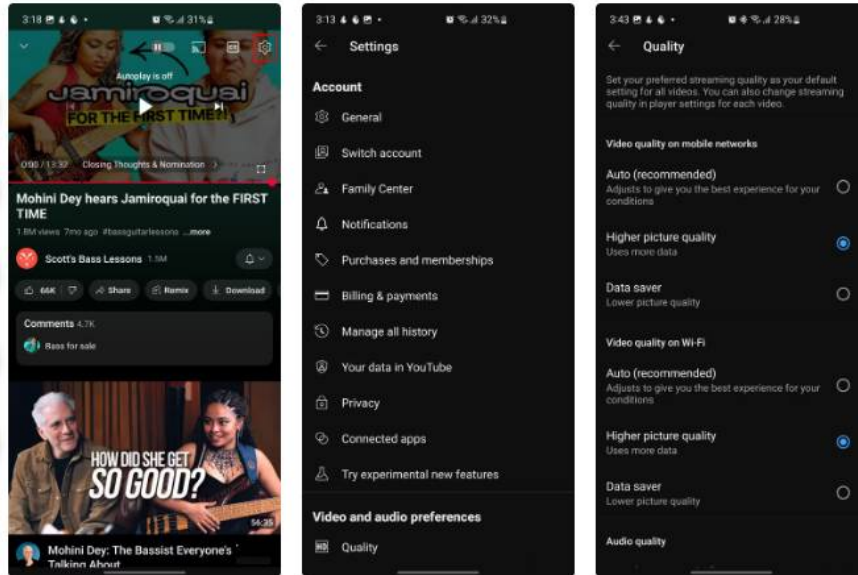 3:18
31%
Autoplay is off
Jamiroquai
FOR THE FIRST TIME?!
0:00 / 13:32 Closing Thoughts & Nomination
Mohini Dey hears Jamiroquai for the FIRST
TIME
1.8M views 7mo ago #bassguitarlessons ...more
Scott's Bass Lessons 1.5M
66K
Share
Remix
Download
Comments 4.7K
Bass for sale
HOW DID SHE GET
SO GOOD?
56:35
Mohini Dey: The Bassist Everyone's
Talking About
3:13
32%
Settings
Account
General
Switch account
Family Center
Notifications
Purchases and memberships
Billing & payments
Manage all history
Your data in YouTube
Privacy
Connected apps
Try experimental new features
Video and audio preferences
HD Quality
3:43
28%
Quality
Set your preferred streaming quality as your default
setting for all videos. You can also change streaming
quality in player settings for each video.
Video quality on mobile networks
Auto (recommended)
Adjusts to give you the best experience for your
conditions
Higher picture quality
Uses more data
Data saver
Lower picture quality
Video quality on Wi-Fi
Auto (recommended)
Adjusts to give you the best experience for your
conditions
Higher picture quality
Uses more data
Data saver
Lower picture quality
Audio quality